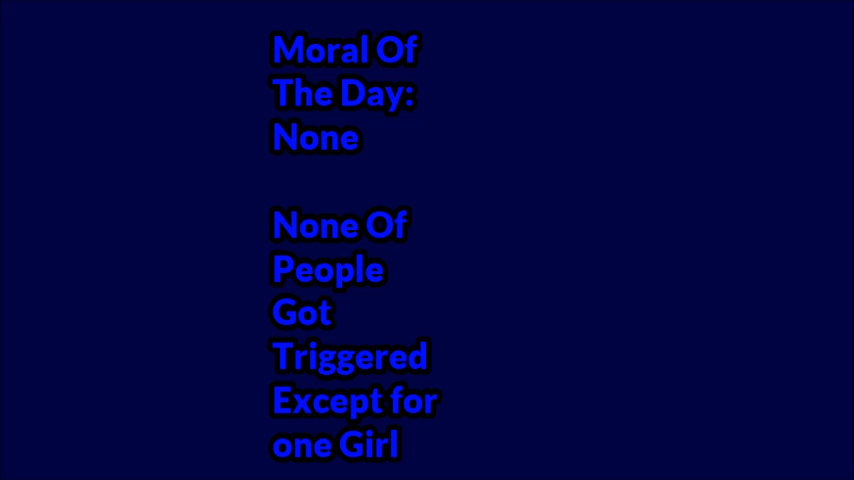 Moral Of
The Day:
None
None Of
People
Got
Triggered
Except for
one Girl